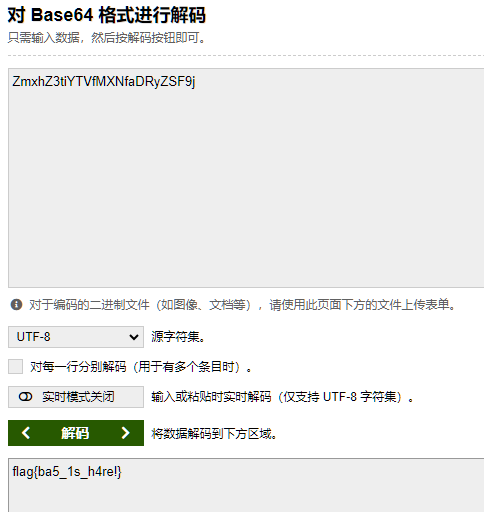 对 Base64 格式进行解码
只需输入数据，然后按解码按钮即可。
ZmxhZ3tiYTVfMXNfaDRyZSF9j
对于编码的二进制文件（如图像、文档等），请使用此页面下方的文件上传表单。
UTF-8 源字符集。
对每一行分别解码（用于有多个条目时）。
实时模式关闭 输入或粘贴时实时解码（仅支持 UTF-8 字符集）。
解码 将数据解码到下方区域。
flag{ba5_1s_h4re!}